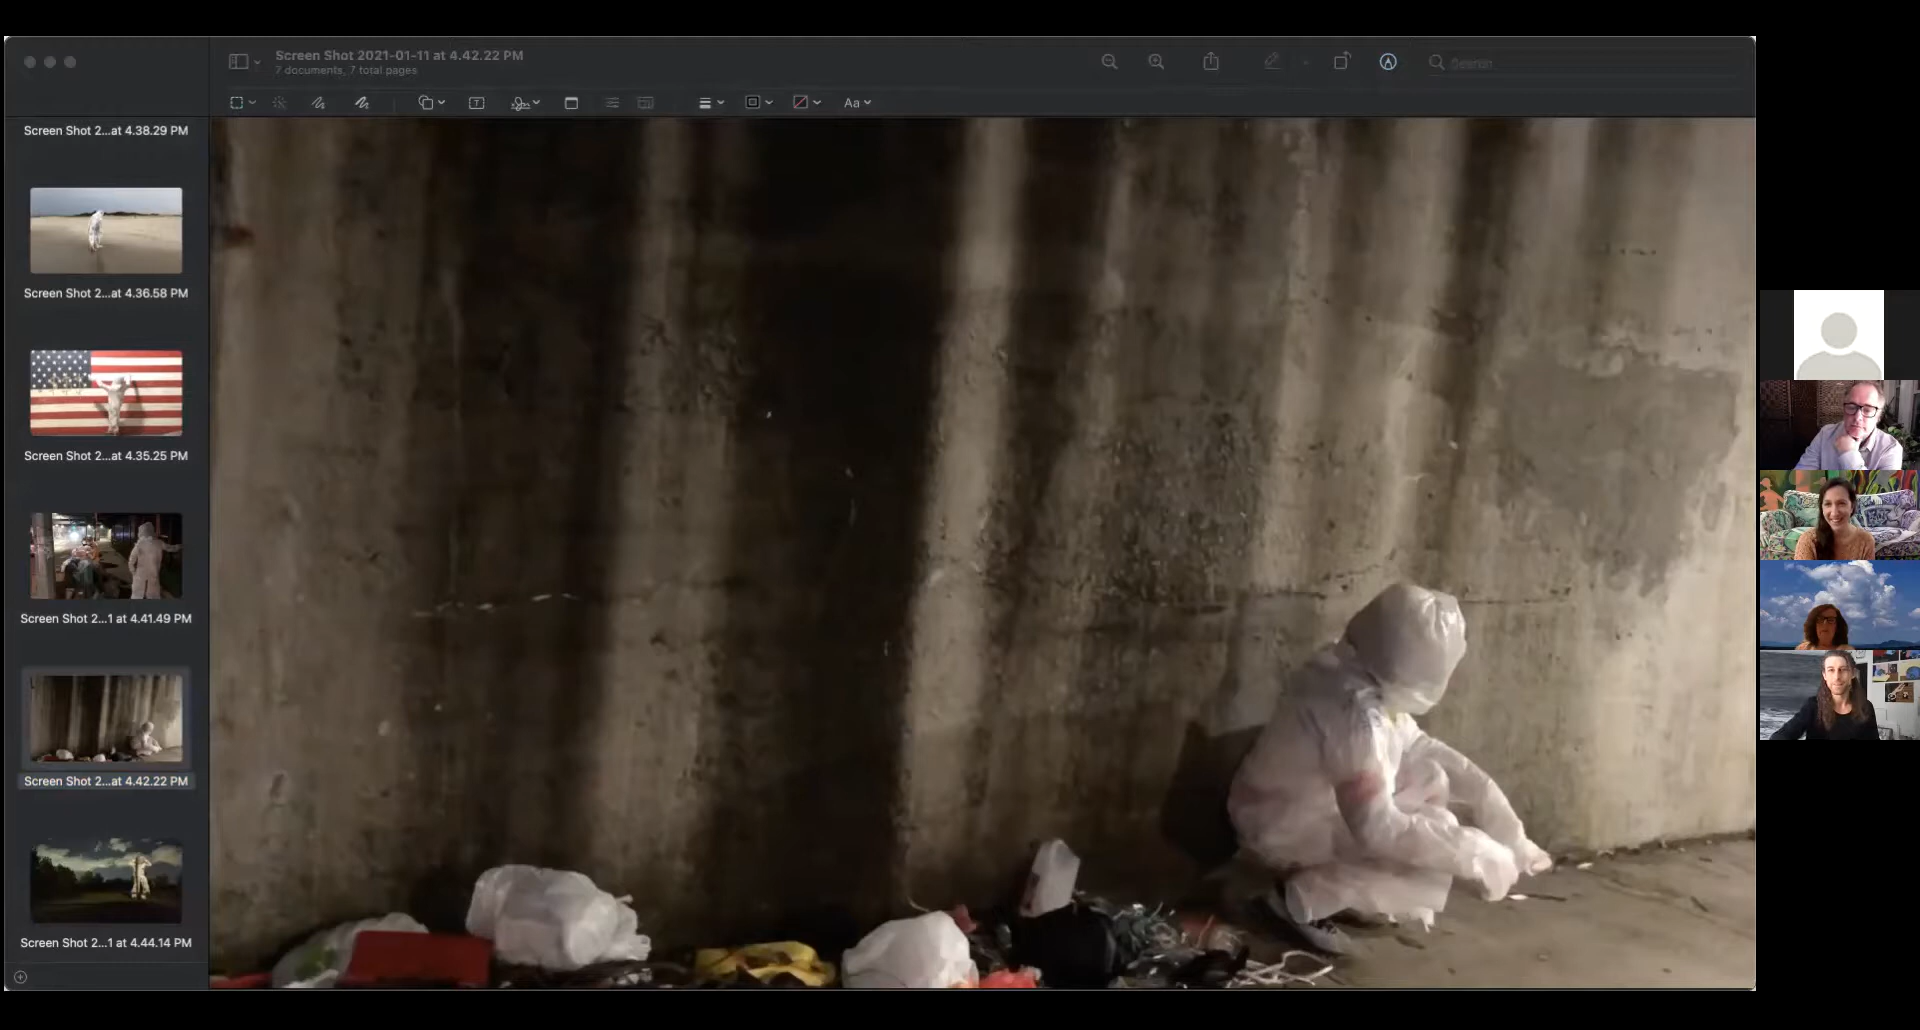 Screen Shot 2021-01-11 at 4.42.22 PM
7 documents, 7 total pages
Search
T
Aa
Screen Shot 2...at 4.38.29 PM
Screen Shot 2...at 4.36.58 PM
Screen Shot 2...at 4.35.25 PM
Screen Shot 2...1 at 4.41.49 PM
Screen Shot 2...at 4.42.22 PM
Screen Shot 2...1 at 4.44.14 PM